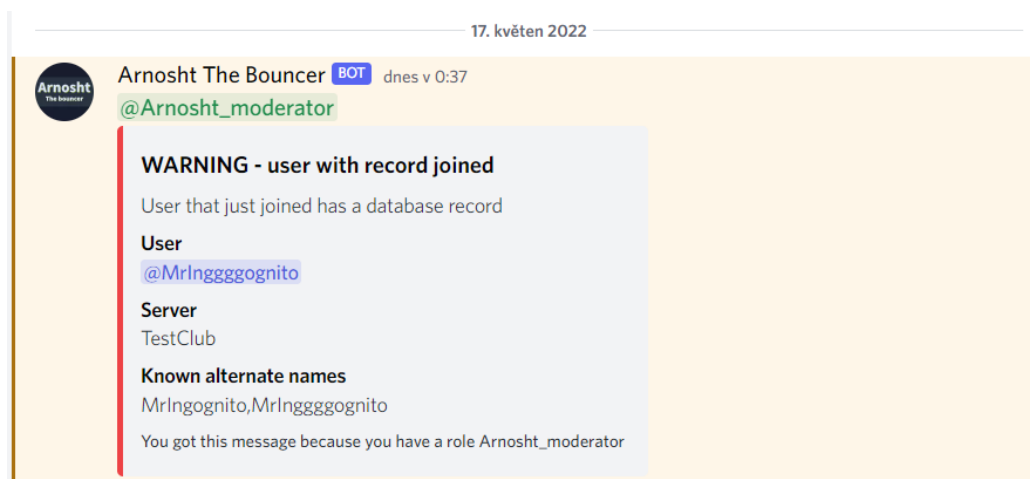 17. květen 2022
Arnosht The Bouncer BOT dnes v 0:37
Arnosht
The bouncer
@Arnosht_moderator
WARNING - user with record joined
User that just joined has a database record
User
@MrInggggognito
Server
TestClub
Known alternate names
MrIngognito,MrInggggognito
You got this message because you have a role Arnosht_moderator